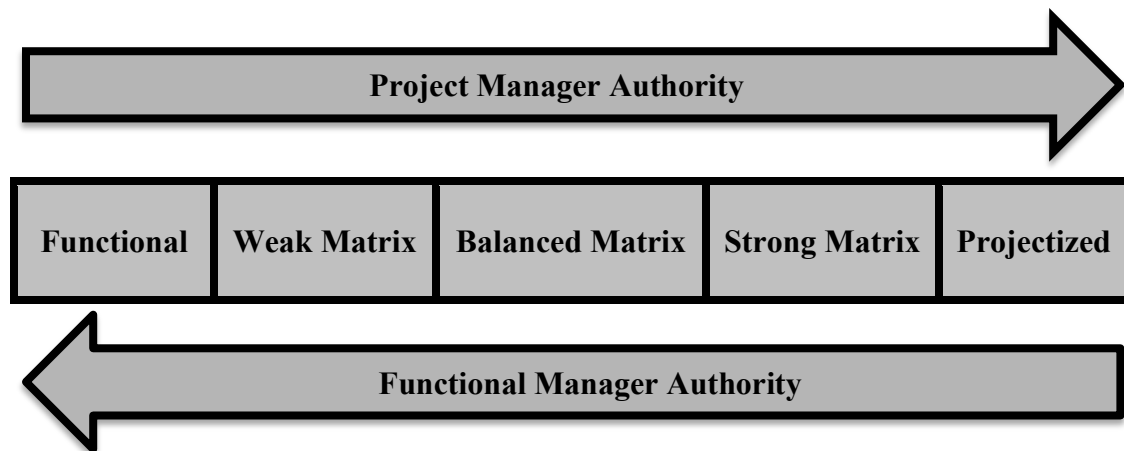 Project Manager Authority
Functional
Weak Matrix
Balanced Matrix
Strong Matrix
Projectized
Functional Manager Authority